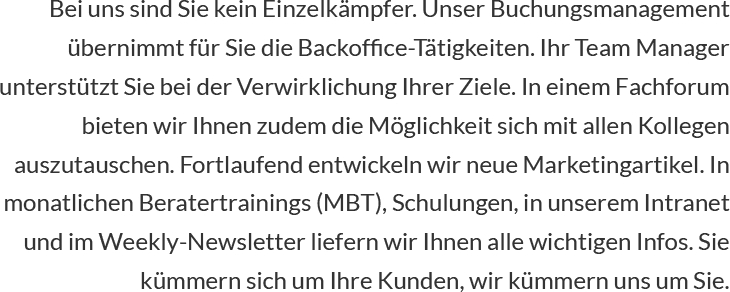 Bei uns sind Sie kein Einzelkämpfer. Unser Buchungsmanagement
übernimmt für Sie die Backoffice-Tätigkeiten. Ihr Team Manager
unterstützt Sie bei der Verwirklichung Ihrer Ziele. In einem Fachforum
bieten wir Ihnen zudem die Möglichkeit sich mit allen Kollegen
auszutauschen. Fortlaufend entwickeln wir neue Marketingartikel. In
monatlichen Beratertrainings (MBT), Schulungen, in unserem Intranet
und im Weekly-Newsletter liefern wir Ihnen alle wichtigen Infos. Sie
kümmern sich um Ihre Kunden, wir kümmern uns um Sie.